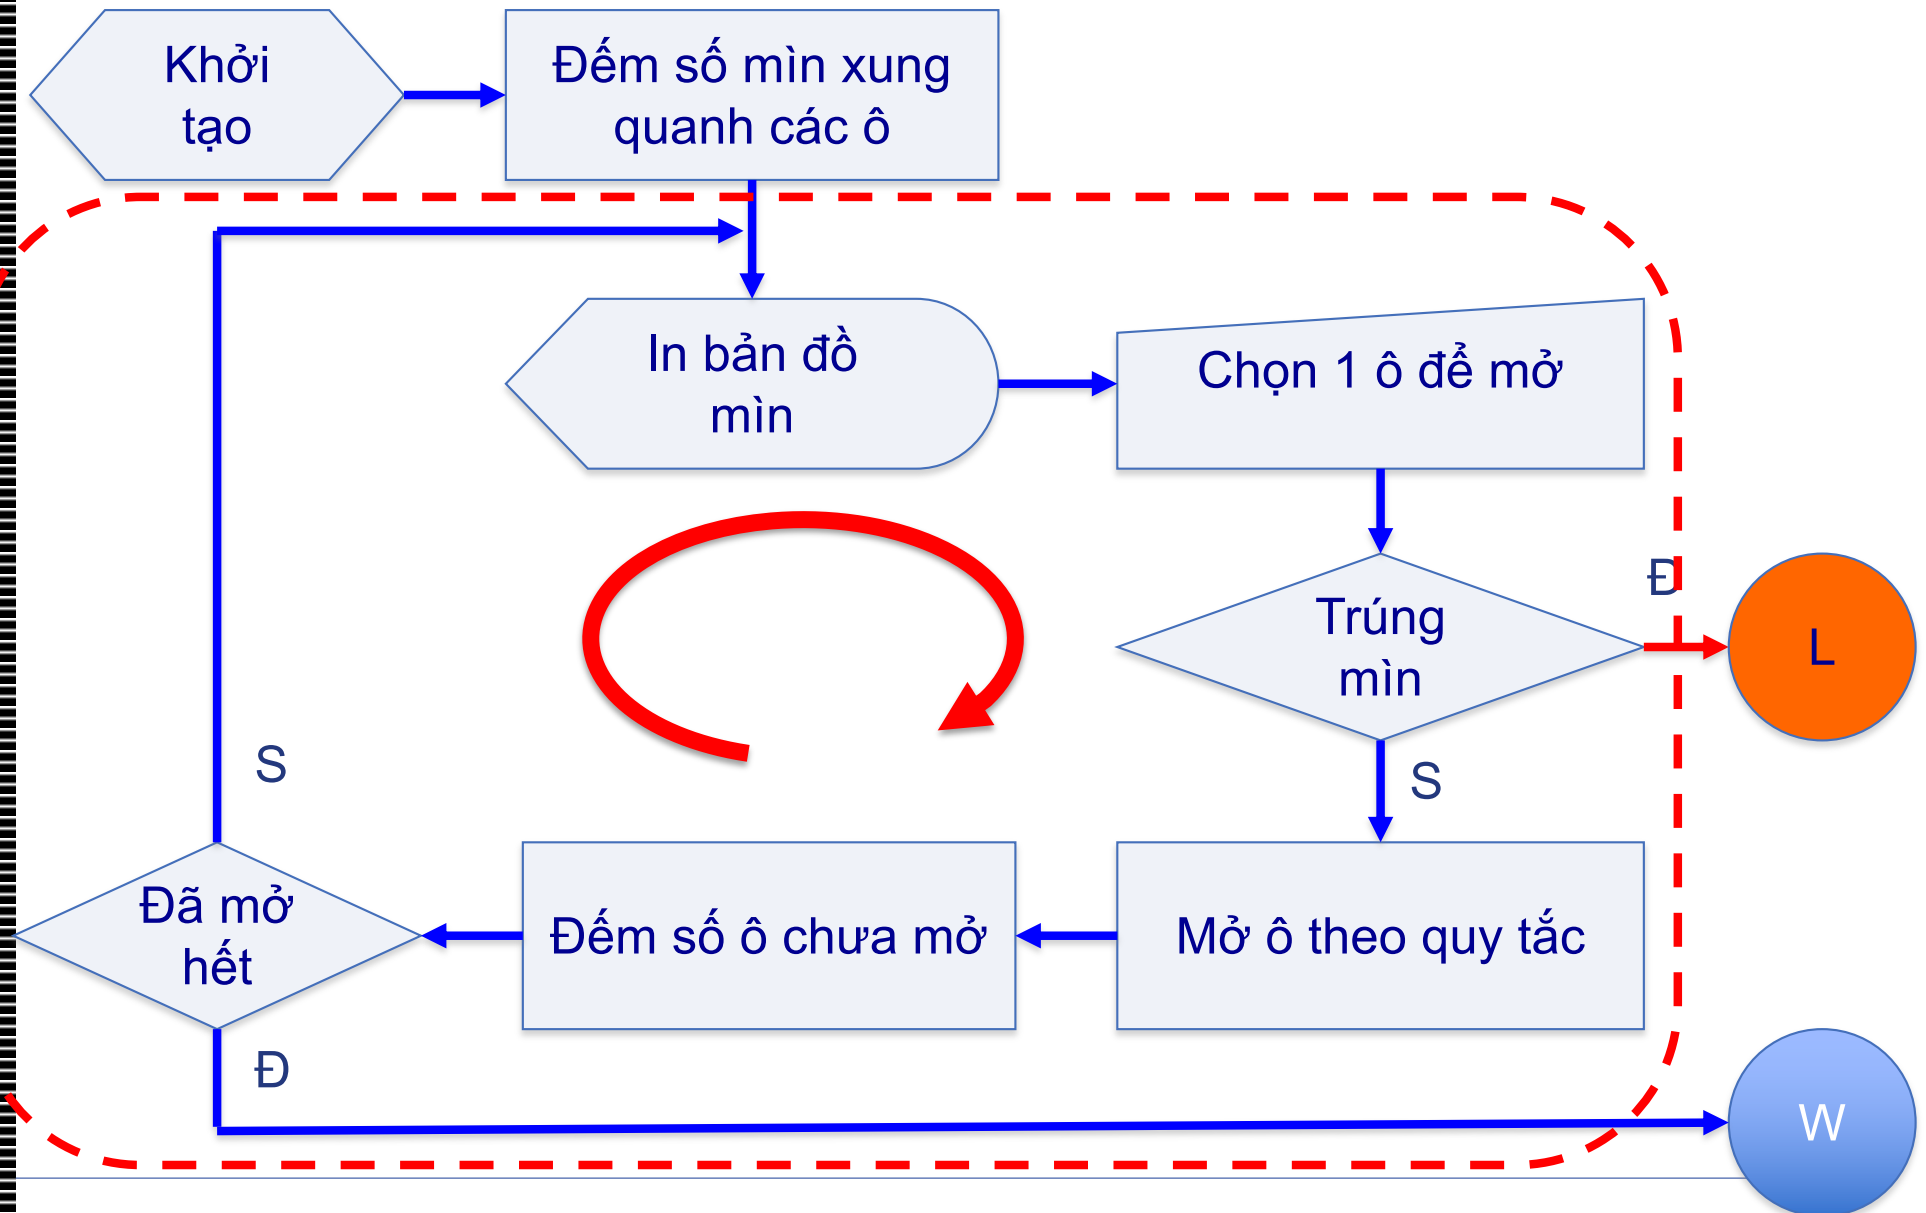 Khởi
tạo
Đếm số mìn xung
quanh các ô
In bản đồ
mìn
Chọn 1 ô để mở
Trúng
mìn
Đ
L
S
S
Mở ô theo quy tắc
Đếm số ô chưa mở
Đã mở
hết
Đ
W